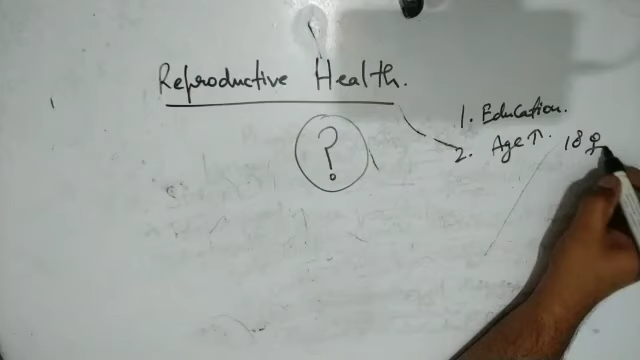 Reproductive Health.
?
1. Education.
2. Age ↑. 18 ♀